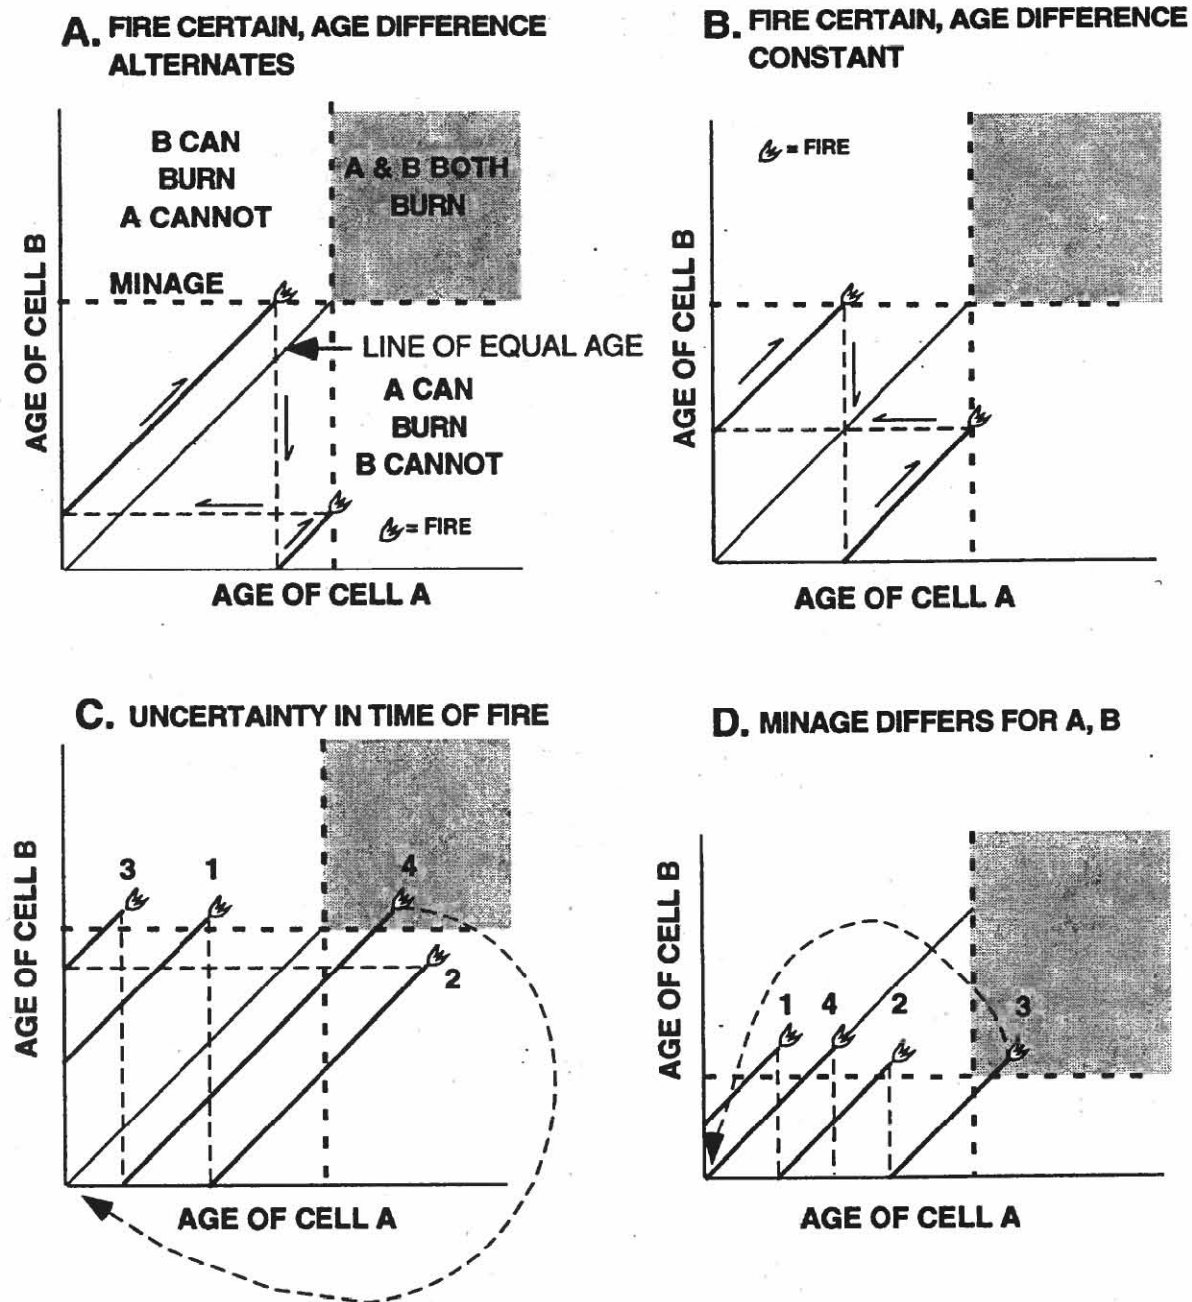 A. FIRE CERTAIN, AGE DIFFERENCE
ALTERNATES
B CAN
BURN
A CANNOT
A & B BOTH
BURN
MINAGE
LINE OF EQUAL AGE
A CAN
BURN
B CANNOT
= FIRE
AGE OF CELL B
AGE OF CELL A
B. FIRE CERTAIN, AGE DIFFERENCE
CONSTANT
= FIRE
AGE OF CELL B
AGE OF CELL A
C. UNCERTAINTY IN TIME OF FIRE
3
1
4
2
AGE OF CELL B
AGE OF CELL A
D. MINAGE DIFFERS FOR A, B
1
4
2
3
AGE OF CELL B
AGE OF CELL A